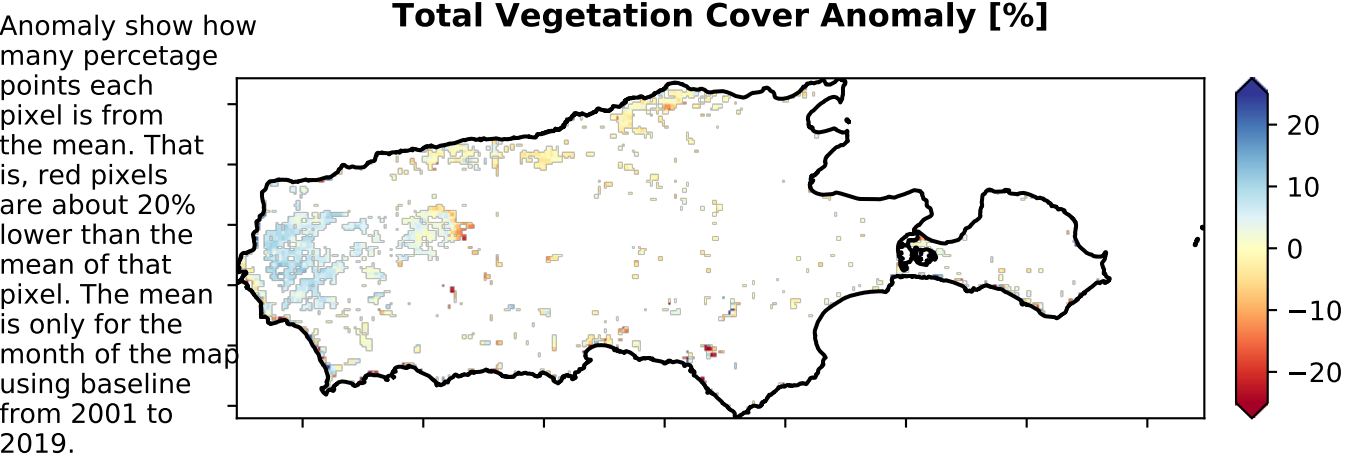 Total Vegetation Cover Anomaly [%]
Anomaly show how
many percetage
points each
pixel is from
the mean. That
is, red pixels
are about 20%
lower than the
mean of that
pixel. The mean
is only for the
month of the map
using baseline
from 2001 to
2019.
20
10
0
−10
−20